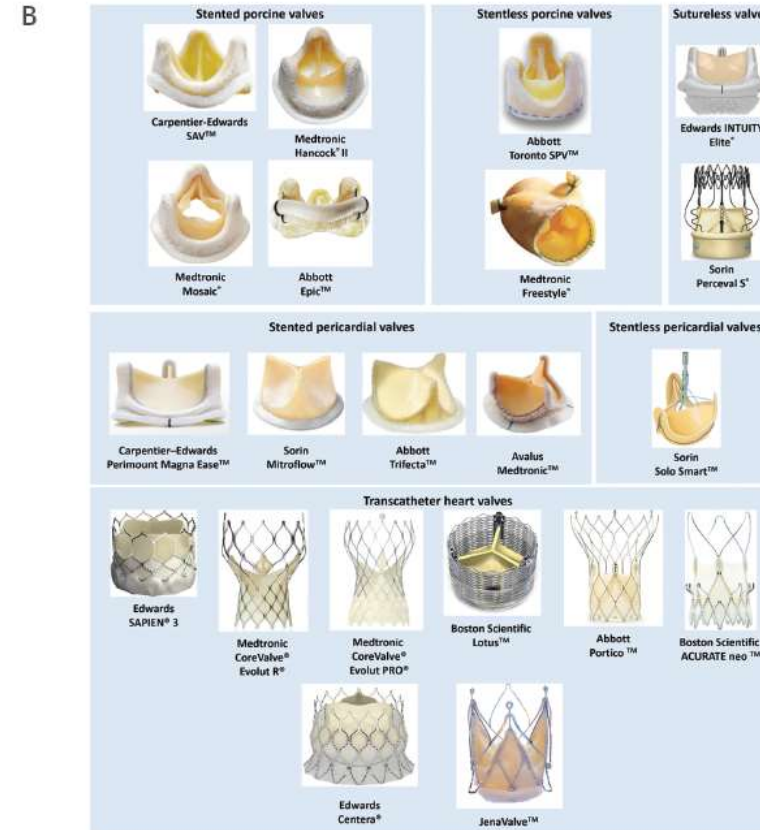 B
Stented porcine valves
Carpentier-Edwards
SAV™
Medtronic
Hancock® II
Medtronic
Mosaic®
Abbott
Epic™
Stentless porcine valves
Abbott
Toronto SPV™
Medtronic
Freestyle®
Sutureless valve
Edwards INTUITY
Elite®
Sorin
Perceval S®
Stented pericardial valves
Carpentier–Edwards
Perimount Magna Ease™
Sorin
Mitroflow™
Abbott
Trifecta™
Avalus
Medtronic™
Stentless pericardial valves
Sorin
Solo Smart™
Transcatheter heart valves
Edwards
SAPIEN® 3
Medtronic
CoreValve®
Evolut R®
Medtronic
CoreValve®
Evolut PRO®
Boston Scientific
Lotus™
Abbott
Portico ™
Boston Scientific
ACURATE neo ™
Edwards
Centera®
JenaValve™